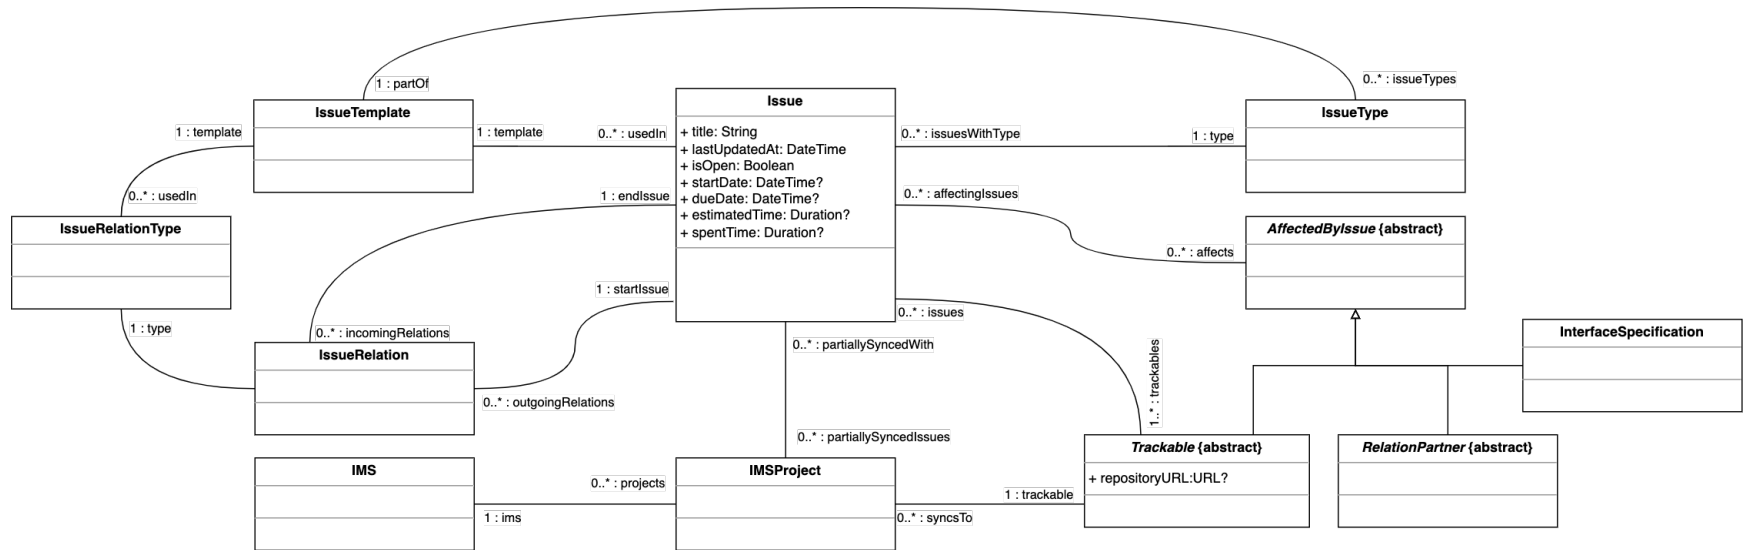 1 : partOf
0..* : issueTypes
IssueTemplate
Issue
IssueType
1 : template
1 : template
0..* : usedIn
+ title: String
+ lastUpdatedAt: DateTime
+ isOpen: Boolean
+ startDate: DateTime?
+ dueDate: DateTime?
+ estimatedTime: Duration?
+ spentTime: Duration?
0..* : issuesWithType
1 : type
0..* : usedIn
1 : endIssue
0..* : affectingIssues
IssueRelationType
AffectedByIssue {abstract}
0..* : affects
1 : startIssue
0..* : issues
1 : type
0..* : incomingRelations
0..* : partiallySyncedWith
InterfaceSpecification
IssueRelation
1..* : trackables
0..* : outgoingRelations
0..* : partiallySyncedIssues
Trackable {abstract}
+ repositoryURL:URL?
RelationPartner {abstract}
IMS
IMSProject
0..* : projects
1 : ims
1 : trackable
0..* : syncsTo